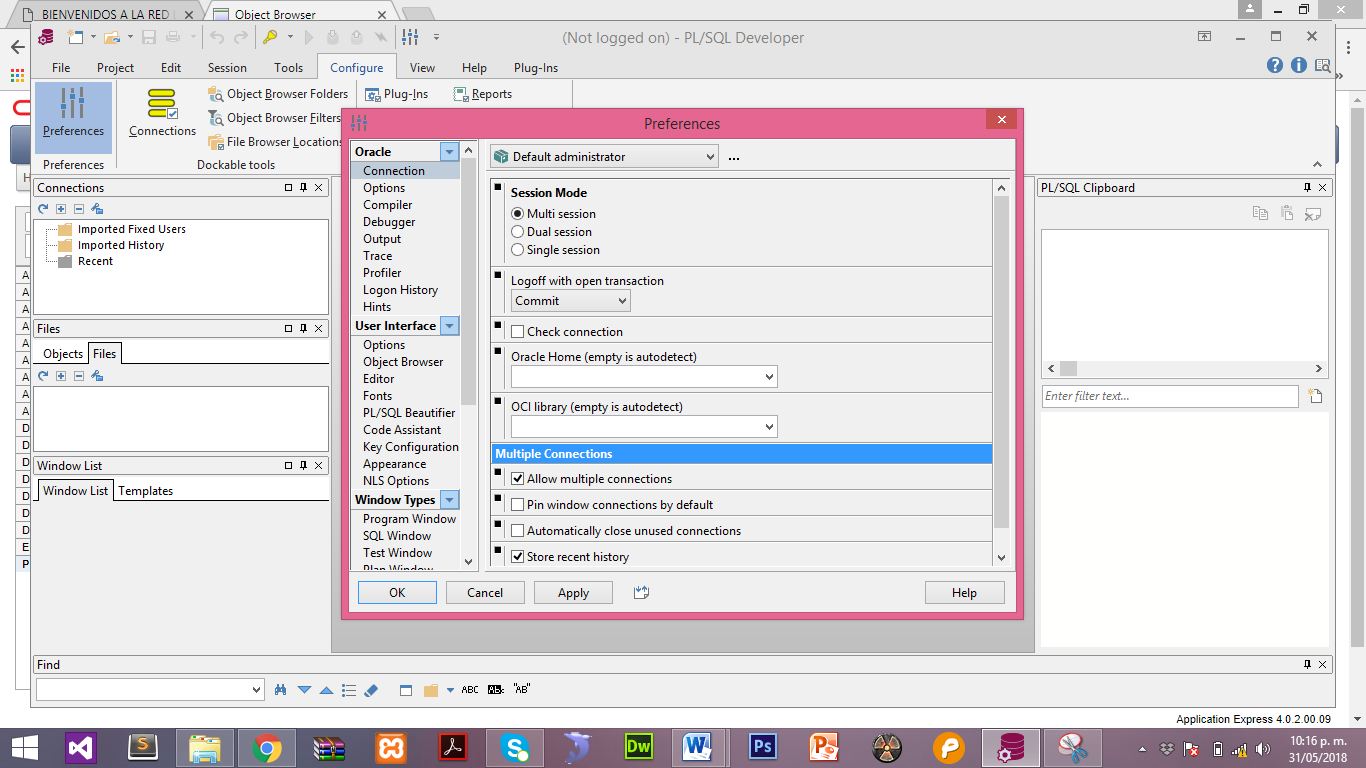 BIENVENIDOS A LA RED
Object Browser
(Not logged on) - PL/SQL Developer
File Project Edit Session Tools Configure View Help Plug-Ins
Preferences
Connections
Object Browser Folders
Object Browser Filters
File Browser Locations
Plug-Ins
Reports
Preferences
Dockable tools
Connections
Imported Fixed Users
Imported History
Recent
Files
Objects Files
Window List
Window List Templates
A
A
A
A
A
A
A
A
A
D
D
D
D
D
D
D
E
P
Preferences
Oracle
Connection
Options
Compiler
Debugger
Output
Trace
Profiler
Logon History
Hints
User Interface
Options
Object Browser
Editor
Fonts
PL/SQL Beautifier
Code Assistant
Key Configuration
Appearance
NLS Options
Window Types
Program Window
SQL Window
Test Window
Plan Window
Default administrator
...
Session Mode
Multi session
Dual session
Single session
Logoff with open transaction
Commit
Check connection
Oracle Home (empty is autodetect)
OCI library (empty is autodetect)
Multiple Connections
Allow multiple connections
Pin window connections by default
Automatically close unused connections
Store recent history
OK Cancel Apply Help
PL/SQL Clipboard
Enter filter text...
Find
ABC AB "AB"
Application Express 4.0.2.00.09
S Dw W Ps P
10:16 p. m.
31/05/2018